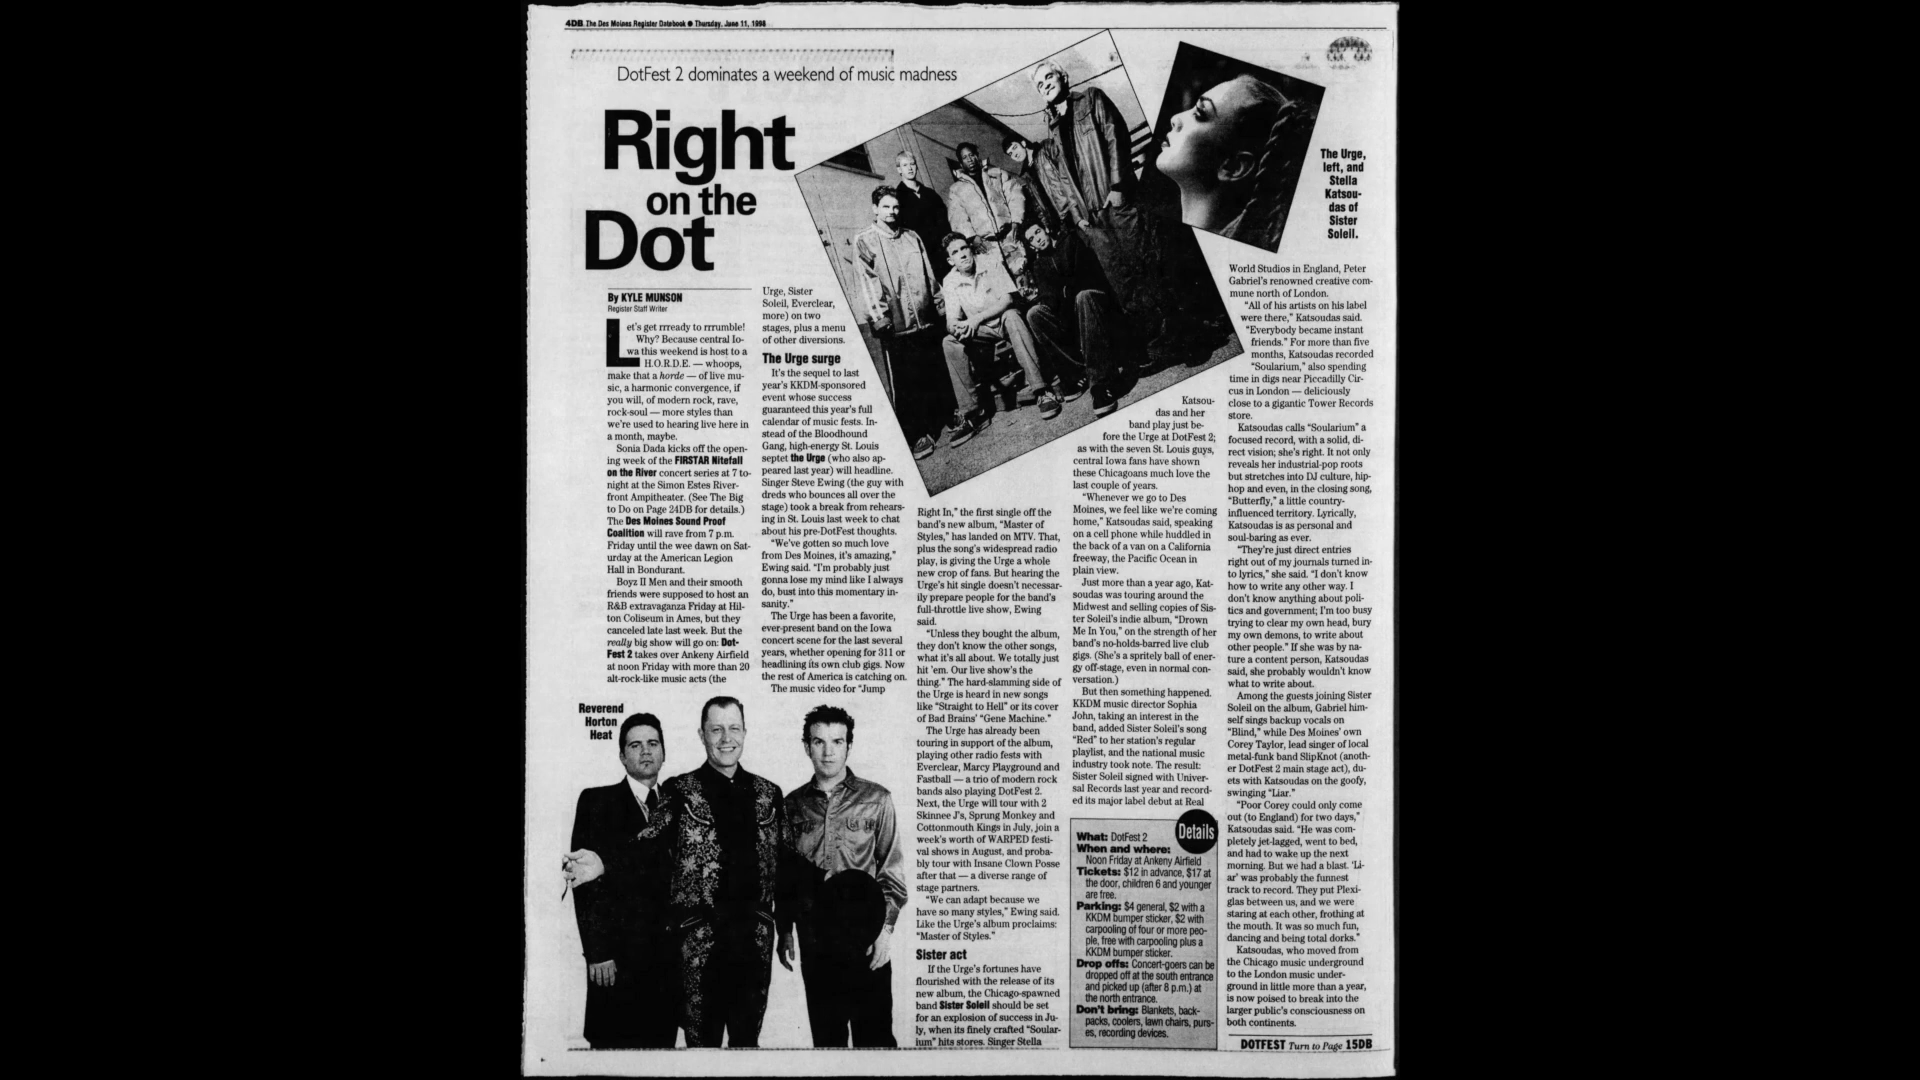 4DB The Des Moines Register Datebook ● Thursday, June 11, 1998
DotFest 2 dominates a weekend of music madness
Right
on the
Dot
The Urge,
left, and
Stella
Katsou-
das of
Sister
Soleil.
By KYLE MUNSON
Register Staff Writer
Let's get rrready to rrrumble!
Why? Because central Io-
wa this weekend is host to a
H.O.R.D.E. — whoops,
make that a horde — of live mu-
sic, a harmonic convergence, if
you will, of modern rock, rave,
rock-soul — more styles than
we're used to hearing live here in
a month, maybe.
Sonia Dada kicks off the open-
ing week of the FIRSTAR Nitefall
on the River concert series at 7 to-
night at the Simon Estes River-
front Ampitheater. (See The Big
to Do on Page 24DB for details.)
The Des Moines Sound Proof
Coalition will rave from 7 p.m.
Friday until the wee dawn on Sat-
urday at the American Legion
Hall in Bondurant.
Boyz II Men and their smooth
friends were supposed to host an
R&B extravaganza Friday at Hil-
ton Coliseum in Ames, but they
canceled late last week. But the
really big show will go on: Dot-
Fest 2 takes over Ankeny Airfield
at noon Friday with more than 20
alt-rock-like music acts (the
Urge, Sister
Soleil, Everclear,
more) on two
stages, plus a menu
of other diversions.
The Urge surge
It's the sequel to last
year's KKDM-sponsored
event whose success
guaranteed this year's full
calendar of music fests. In-
stead of the Bloodhound
Gang, high-energy St. Louis
septet the Urge (who also ap-
peared last year) will headline.
Singer Steve Ewing (the guy with
dreds who bounces all over the
stage) took a break from rehears-
ing in St. Louis last week to chat
about his pre-DotFest thoughts.
"We've gotten so much love
from Des Moines, it's amazing,"
Ewing said. "I'm probably just
gonna lose my mind like I always
do, bust into this momentary in-
sanity."
The Urge has been a favorite,
ever-present band on the Iowa
concert scene for the last several
years, whether opening for 311 or
headlining its own club gigs. Now
the rest of America is catching on.
The music video for "Jump
Right In," the first single off the
band's new album, "Master of
Styles," has landed on MTV. That,
plus the song's widespread radio
play, is giving the Urge a whole
new crop of fans. But hearing the
Urge's hit single doesn't necessar-
ily prepare people for the band's
full-throttle live show, Ewing
said.
"Unless they bought the album,
they don't know the other songs,
what it's all about. We totally just
hit 'em. Our live show's the
thing." The hard-slamming side of
the Urge is heard in new songs
like "Straight to Hell" or its cover
of Bad Brains' "Gene Machine."
The Urge has already been
touring in support of the album,
playing other radio fests with
Everclear, Marcy Playground and
Fastball — a trio of modern rock
bands also playing DotFest 2.
Next, the Urge will tour with 2
Skinnee J's, Sprung Monkey and
Cottonmouth Kings in July, join a
week's worth of WARPED festi-
val shows in August, and proba-
bly tour with Insane Clown Posse
after that — a diverse range of
stage partners.
"We can adapt because we
have so many styles," Ewing said.
Like the Urge's album proclaims:
"Master of Styles."
Sister act
If the Urge's fortunes have
flourished with the release of its
new album, the Chicago-spawned
band Sister Soleil should be set
for an explosion of success in Ju-
ly, when its finely crafted "Soular-
ium" hits stores. Singer Stella
Katsou-
das and her
band play just be-
fore the Urge at DotFest 2;
as with the seven St. Louis guys,
central Iowa fans have shown
these Chicagoans much love the
last couple of years.
"Whenever we go to Des
Moines, we feel like we're coming
home," Katsoudas said, speaking
on a cell phone while huddled in
the back of a van on a California
freeway, the Pacific Ocean in
plain view.
Just more than a year ago, Kat-
soudas was touring around the
Midwest and selling copies of Sis-
ter Soleil's indie album, "Drown
Me In You," on the strength of her
band's no-holds-barred live club
gigs. (She's a spritely ball of ener-
gy off-stage, even in normal con-
versation.)
But then something happened.
KKDM music director Sophia
John, taking an interest in the
band, added Sister Soleil's song
"Red" to her station's regular
playlist, and the national music
industry took note. The result:
Sister Soleil signed with Univer-
sal Records last year and record-
ed its major label debut at Real
World Studios in England, Peter
Gabriel's renowned creative com-
mune north of London.
"All of his artists on his label
were there," Katsoudas said.
"Everybody became instant
friends." For more than five
months, Katsoudas recorded
"Soularium," also spending
time in digs near Piccadilly Cir-
cus in London — deliciously
close to a gigantic Tower Records
store.
Katsoudas calls "Soularium" a
focused record, with a solid, di-
rect vision; she's right. It not only
reveals her industrial-pop roots
but stretches into DJ culture, hip-
hop and even, in the closing song,
"Butterfly," a little country-
influenced territory. Lyrically,
Katsoudas is as personal and
soul-baring as ever.
"They're just direct entries
right out of my journals turned in-
to lyrics," she said. "I don't know
how to write any other way. I
don't know anything about poli-
tics and government; I'm too busy
trying to clear my own head, bury
my own demons, to write about
other people." If she was by na-
ture a content person, Katsoudas
said, she probably wouldn't know
what to write about.
Among the guests joining Sister
Soleil on the album, Gabriel him-
self sings backup vocals on
"Blind," while Des Moines' own
Corey Taylor, lead singer of local
metal-funk band SlipKnot (anoth-
er DotFest 2 main stage act), du-
ets with Katsoudas on the goofy,
swinging "Liar."
"Poor Corey could only come
out (to England) for two days,"
Katsoudas said. "He was com-
pletely jet-lagged, went to bed,
and had to wake up the next
morning. But we had a blast. 'Li-
ar' was probably the funnest
track to record. They put Plexi-
glas between us, and we were
staring at each other, frothing at
the mouth. It was so much fun,
dancing and being total dorks."
Katsoudas, who moved from
the Chicago music underground
to the London music under-
ground in little more than a year,
is now poised to break into the
larger public's consciousness on
both continents.
DOTFEST Turn to Page 15DB
Reverend
Horton
Heat
Details
What: DotFest 2
When and where:
Noon Friday at Ankeny Airfield
Tickets: $12 in advance, $17 at
the door, children 6 and younger
are free.
Parking: $4 general, $2 with a
KKDM bumper sticker, $2 with
carpooling of four or more peo-
ple, free with carpooling plus a
KKDM bumper sticker.
Drop offs: Concert-goers can be
dropped off at the south entrance
and picked up (after 8 p.m.) at
the north entrance.
Don't bring: Blankets, back-
packs, coolers, lawn chairs, purs-
es, recording devices.